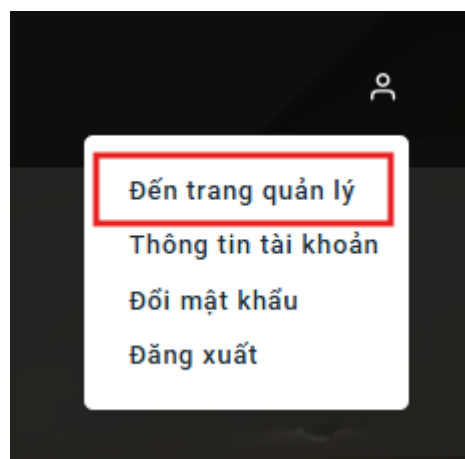 Đến trang quản lý
Thông tin tài khoản
Đổi mật khẩu
Đăng xuất